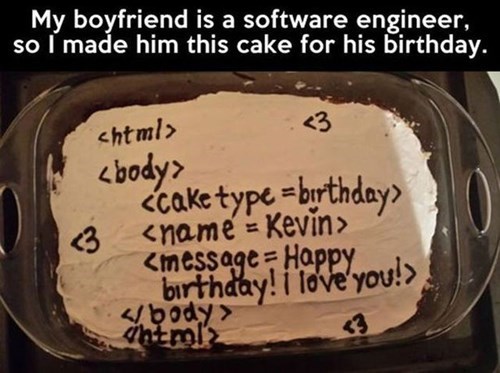 My boyfriend is a software engineer,
so I made him this cake for his birthday.
<html> <3
<body>
<cake type =birthday>
<3 <name = Kevin>
<message= Happy
birthday! I love you!>
</body>
</html> <3